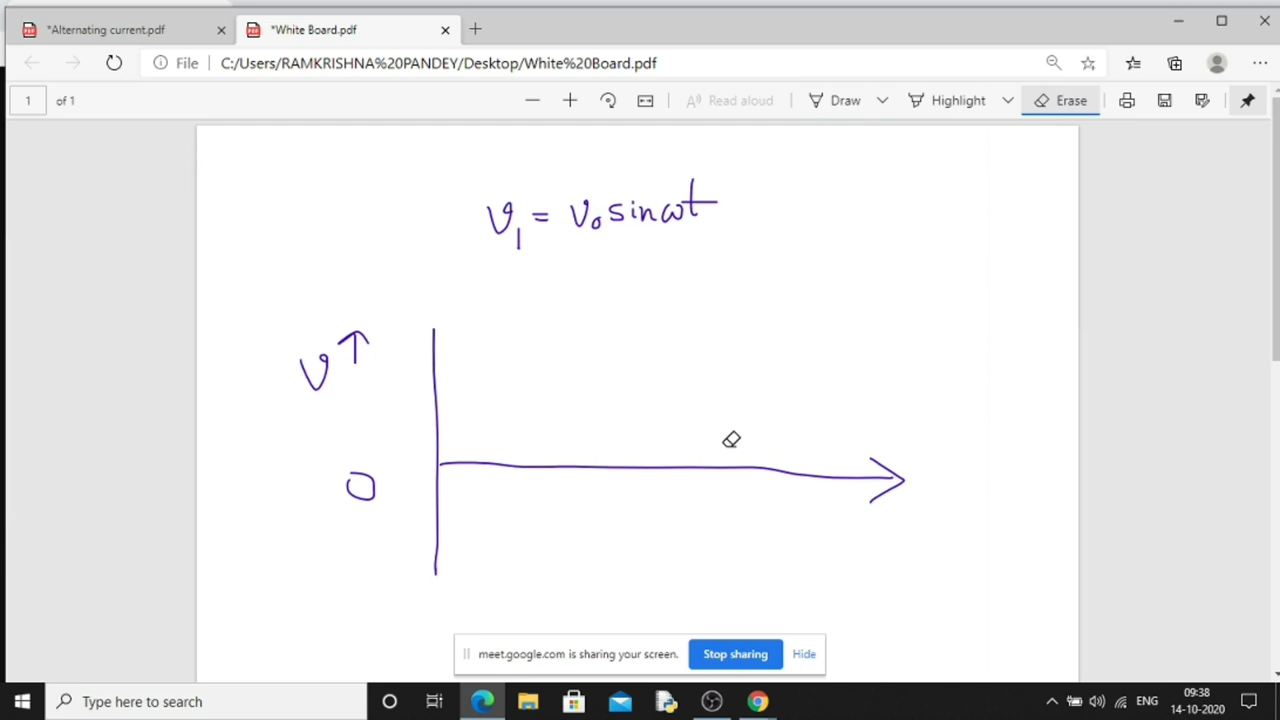 *Alternating current.pdf
*White Board.pdf
File C:/Users/RAMKRISHNA%20PANDEY/Desktop/White%20Board.pdf
1 of 1 Read aloud Draw Highlight Erase
v₁ = v₀ sinωt
v ↑
0
meet.google.com is sharing your screen. Stop sharing Hide
Type here to search
ENG
09:38
14-10-2020